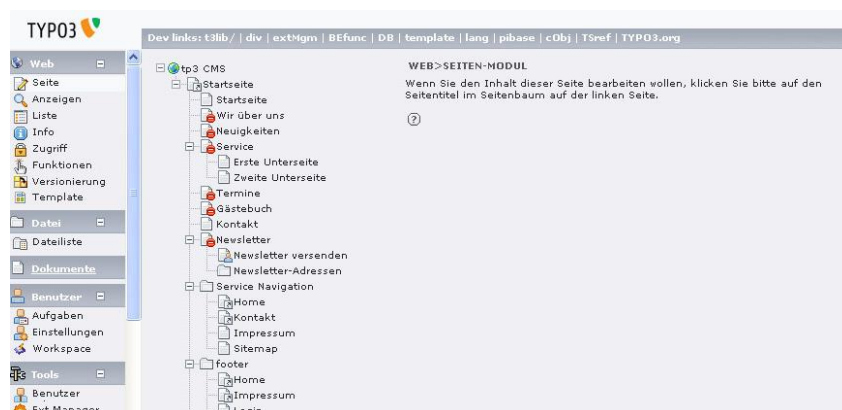 TYPO3
Dev links: t3lib/ | div | extMgm | BEfunc | DB | template | lang | pibase | cObj | TSref | TYPO3.org
Web
Seite
Anzeigen
Liste
Info
Zugriff
Funktionen
Versionierung
Template
Datei
Dateiliste
Dokumente
Benutzer
Aufgaben
Einstellungen
Workspace
Tools
Benutzer
Ext Manager
tp3 CMS
Startseite
Startseite
Wir über uns
Neuigkeiten
Service
Erste Unterseite
Zweite Unterseite
Termine
Gästebuch
Kontakt
Newsletter
Newsletter versenden
Newsletter-Adressen
Service Navigation
Home
Kontakt
Impressum
Sitemap
footer
Home
Impressum
Login
WEB>SEITEN-MODUL
Wenn Sie den Inhalt dieser Seite bearbeiten wollen, klicken Sie bitte auf den
Seitentitel im Seitenbaum auf der linken Seite.
?